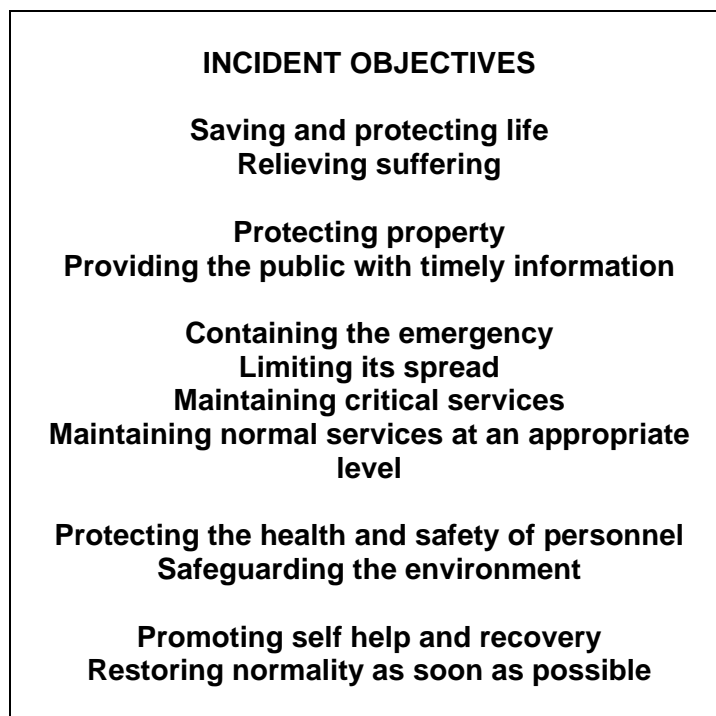 INCIDENT OBJECTIVES
Saving and protecting life
Relieving suffering
Protecting property
Providing the public with timely information
Containing the emergency
Limiting its spread
Maintaining critical services
Maintaining normal services at an appropriate
level
Protecting the health and safety of personnel
Safeguarding the environment
Promoting self help and recovery
Restoring normality as soon as possible